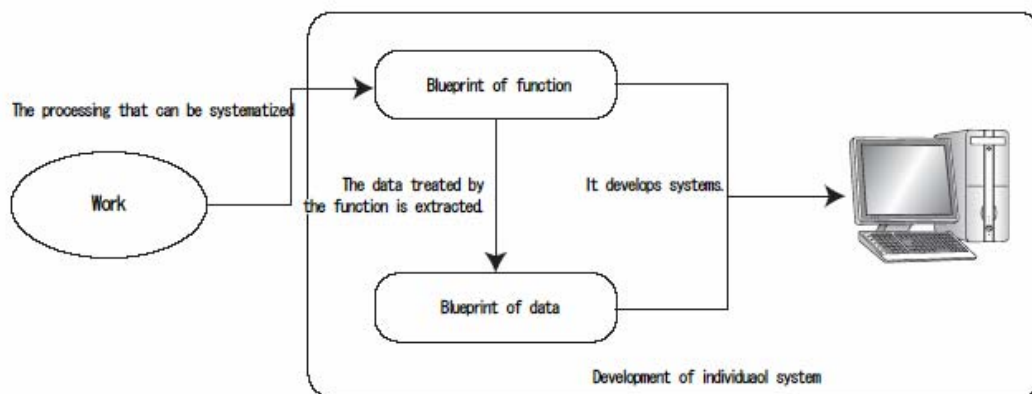 Blueprint of function
The processing that can be systematized
Work
The data treated by
the function is extracted.
It develops systems.
Blueprint of data
Development of individuaol system